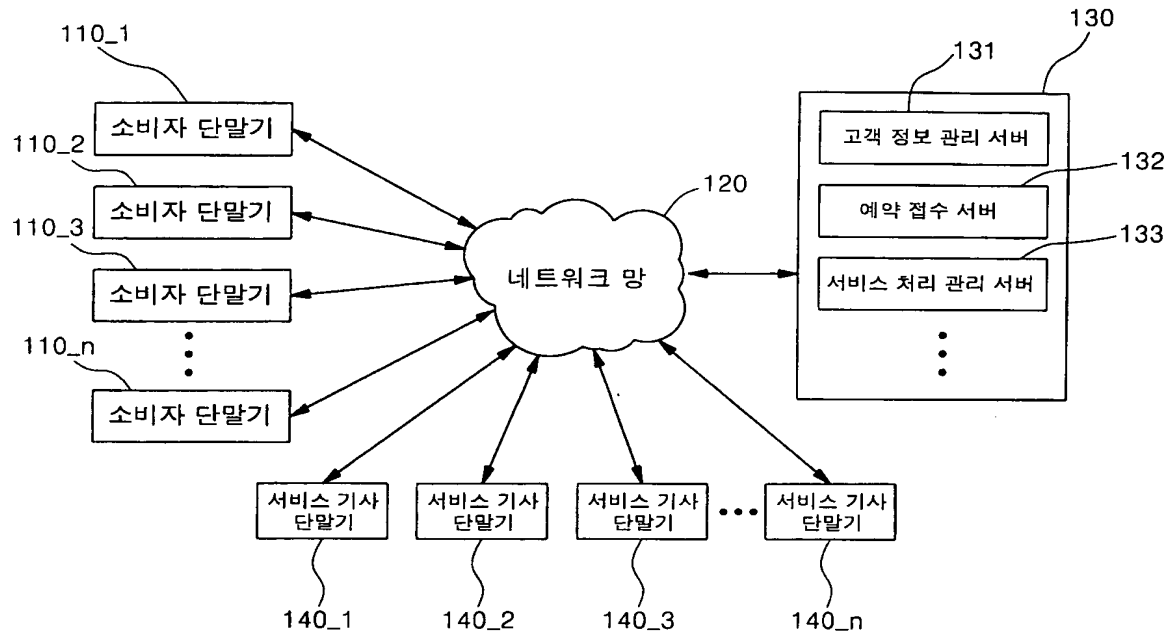 110_1
소비자 단말기
110_2
소비자 단말기
110_3
소비자 단말기
110_n
소비자 단말기
120
네트워크 망
130
131
고객 정보 관리 서버
132
예약 접수 서버
133
서비스 처리 관리 서버
서비스 기사
단말기
서비스 기사
단말기
서비스 기사
단말기
서비스 기사
단말기
140_1
140_2
140_3
140_n